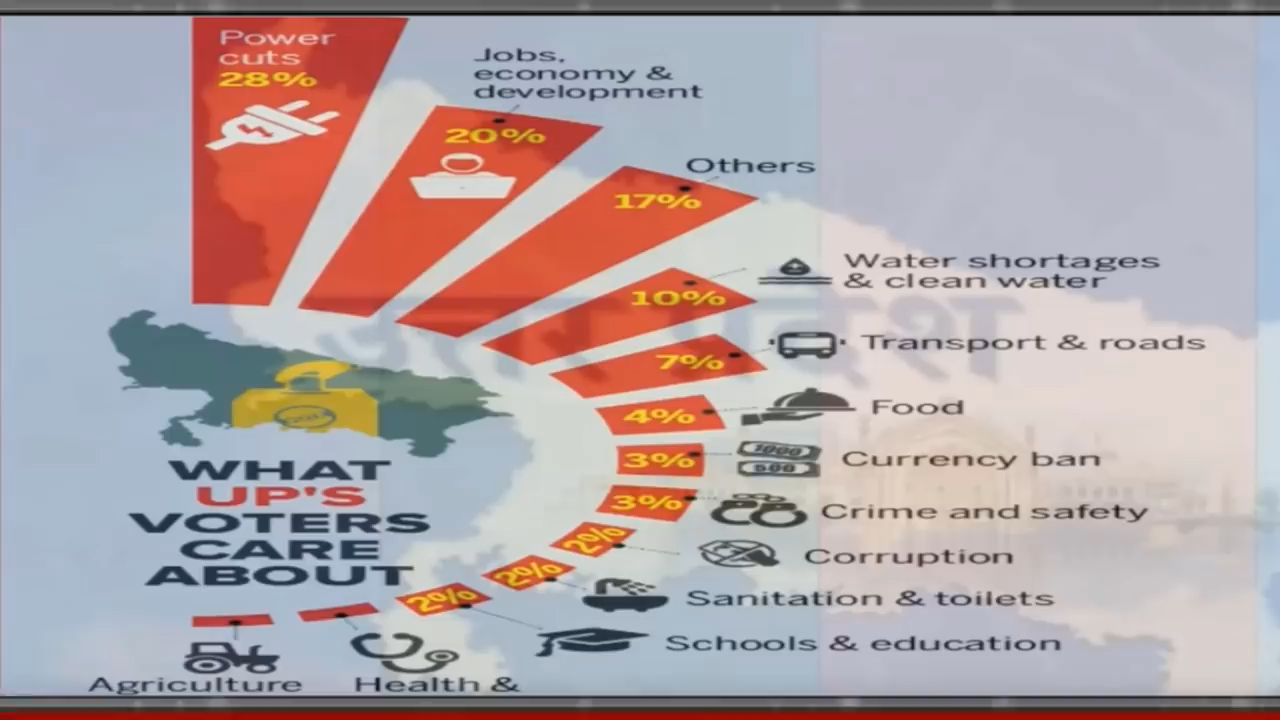 Power
cuts
28%
Jobs,
economy &
development
20%
Others
17%
Water shortages
& clean water
10%
Transport & roads
7%
Food
4%
1000
500
Currency ban
3%
Crime and safety
3%
Corruption
2%
Sanitation & toilets
2%
Schools & education
2%
Health &
Agriculture
WHAT
UP'S
VOTERS
CARE
ABOUT